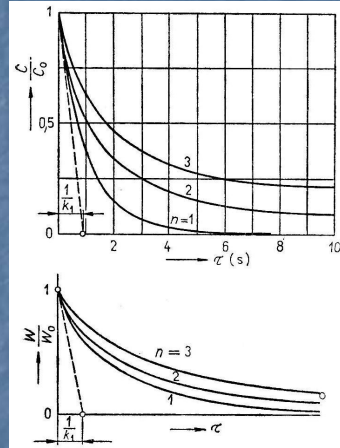 1
C/C₀
0,5
3
2
n=1
1/k₁
0
0 2 4 6 8 10
τ (s)
1
W/W₀
n = 3
2
1
0
1/k₁
τ